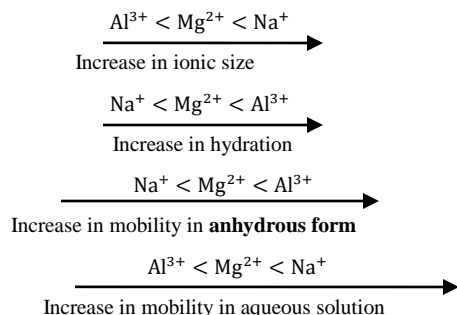 Al³⁺ < Mg²⁺ < Na⁺
Increase in ionic size
Na⁺ < Mg²⁺ < Al³⁺
Increase in hydration
Na⁺ < Mg²⁺ < Al³⁺
Increase in mobility in anhydrous form
Al³⁺ < Mg²⁺ < Na⁺
Increase in mobility in aqueous solution